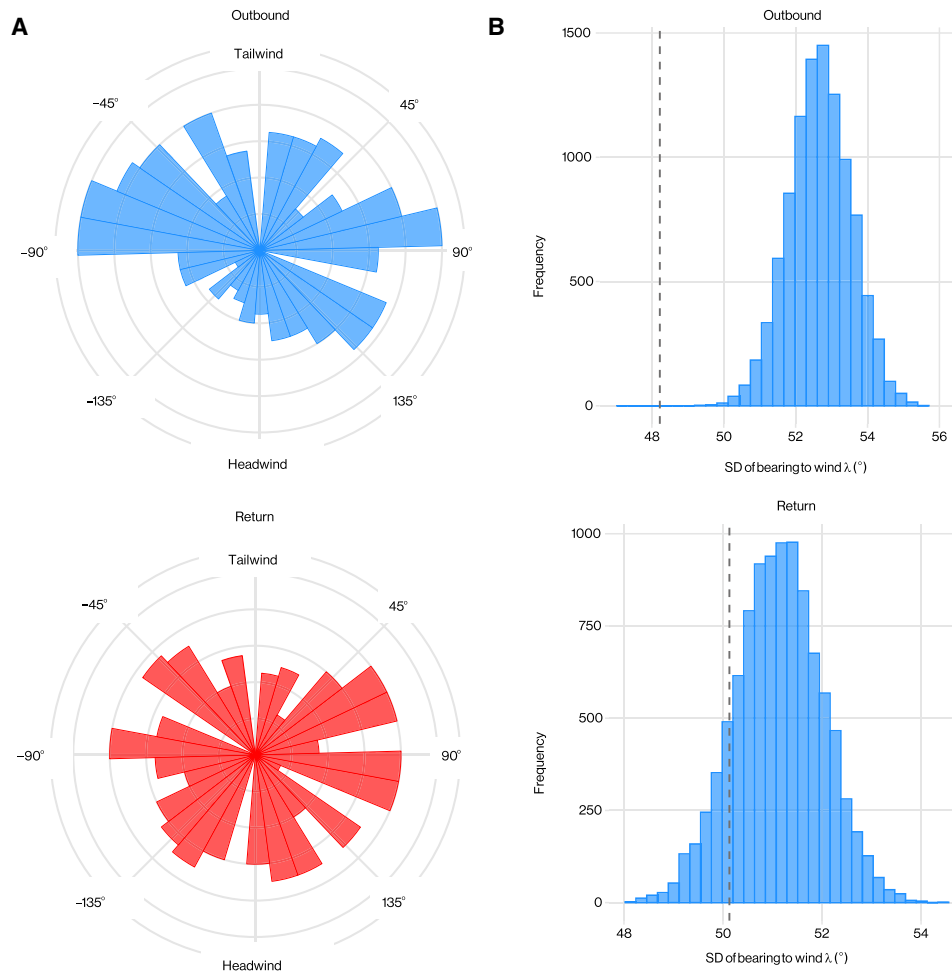 A
Outbound
Tailwind
−45°
45°
−90°
90°
−135°
135°
Headwind
Return
Tailwind
−45°
45°
−90°
90°
−135°
135°
Headwind
B
Outbound
1500
1000
500
0
Frequency
48
50
52
54
56
SD of bearing to wind λ (°)
Return
1000
750
500
250
0
Frequency
48
50
52
54
SD of bearing to wind λ (°)